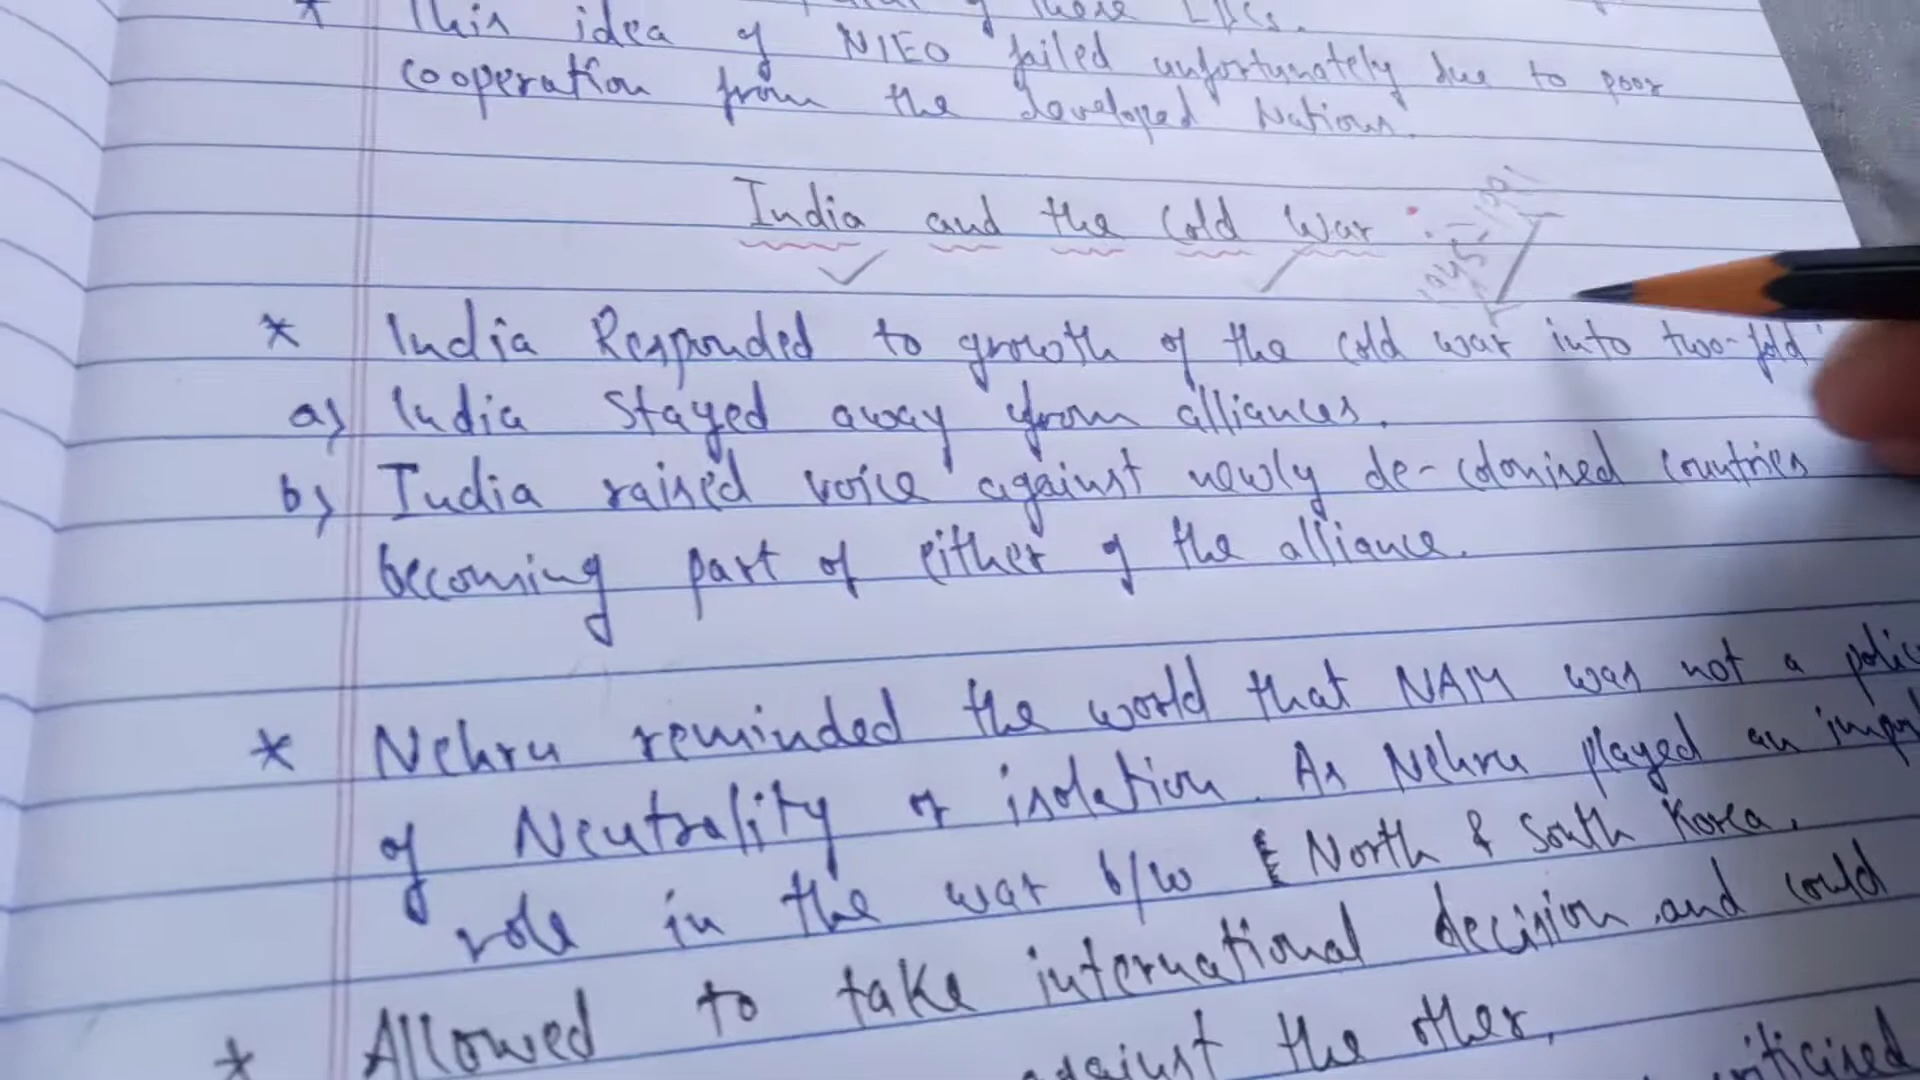 * This idea of NIEO failed unfortunately due to poor
cooperation from the developed Nations.
India and the Cold War :-
* India Responded to growth of the cold war into two-fold
a) India stayed away from alliances.
b) India raised voice against newly de-colonised countries
becoming part of either of the alliance.
* Nehru reminded the world that NAM was not a
of Neutrality or isolation. As Nehru played an
role in the war b/w North & South Korea.
* Allowed to take international decision and could
against the other,